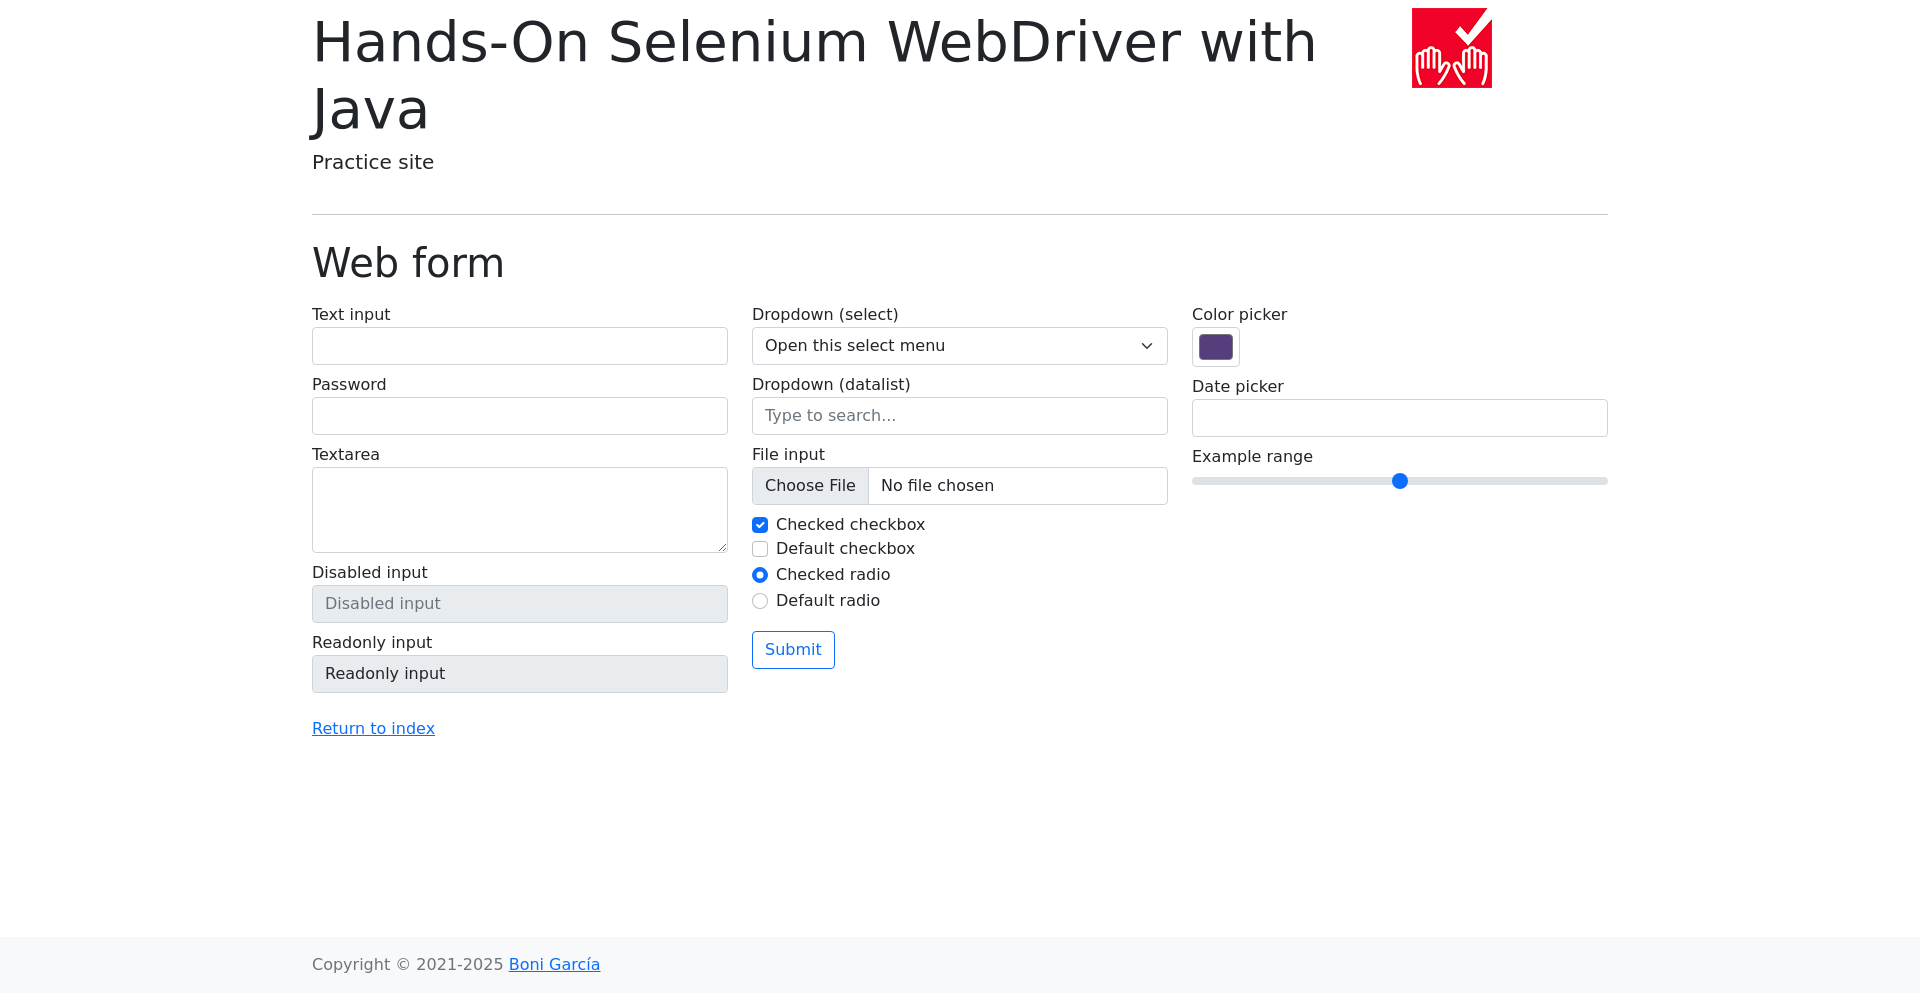 Hands-On Selenium WebDriver with
Java
Practice site
Web form
Text input
Password
Textarea
Disabled input
Disabled input
Readonly input
Readonly input
Dropdown (select)
Open this select menu
Dropdown (datalist)
Type to search...
File input
Choose File No file chosen
Checked checkbox
Default checkbox
Checked radio
Default radio
Submit
Color picker
Date picker
Example range
Return to index
Copyright © 2021-2025 Boni García